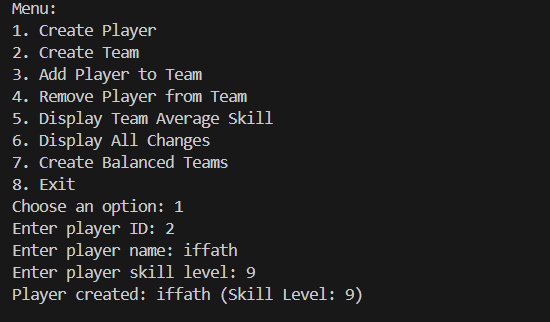 Menu:
1. Create Player
2. Create Team
3. Add Player to Team
4. Remove Player from Team
5. Display Team Average Skill
6. Display All Changes
7. Create Balanced Teams
8. Exit
Choose an option: 1
Enter player ID: 2
Enter player name: iffath
Enter player skill level: 9
Player created: iffath (Skill Level: 9)